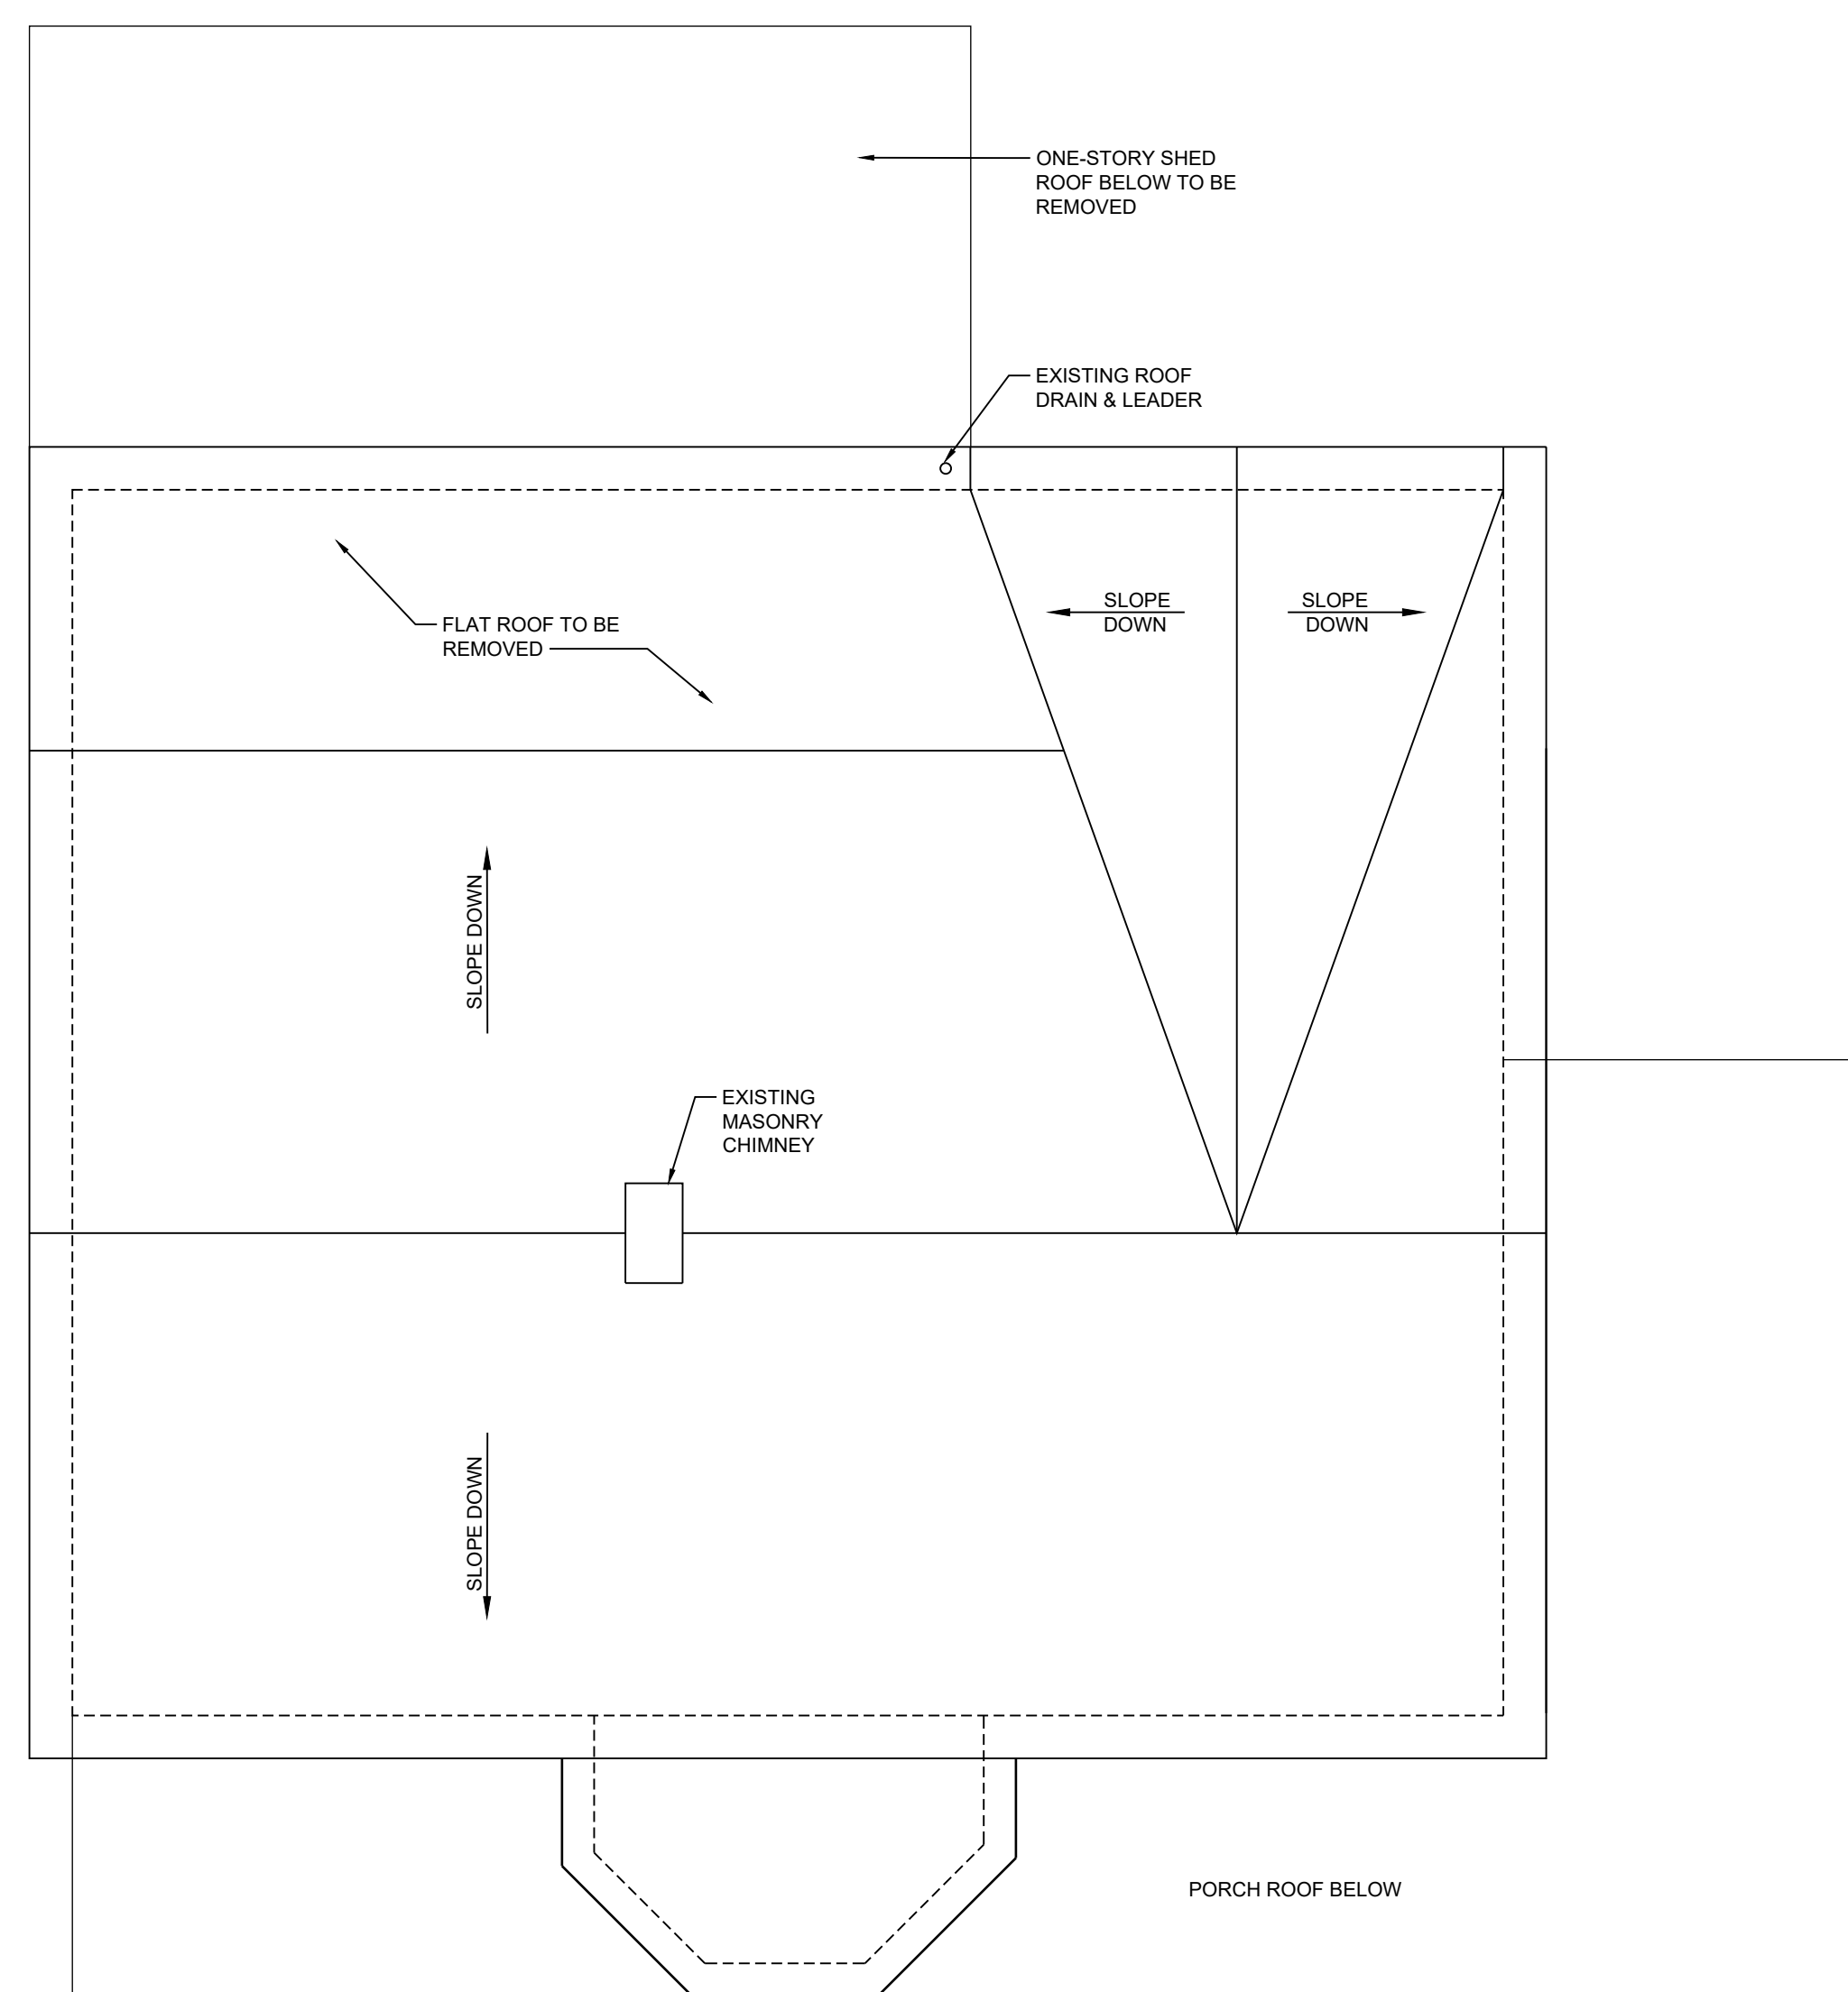 ONE-STORY SHED
ROOF BELOW TO BE
REMOVED
EXISTING ROOF
DRAIN & LEADER
SLOPE
DOWN
SLOPE
DOWN
FLAT ROOF TO BE
REMOVED
SLOPE DOWN
EXISTING
MASONRY
CHIMNEY
SLOPE DOWN
PORCH ROOF BELOW